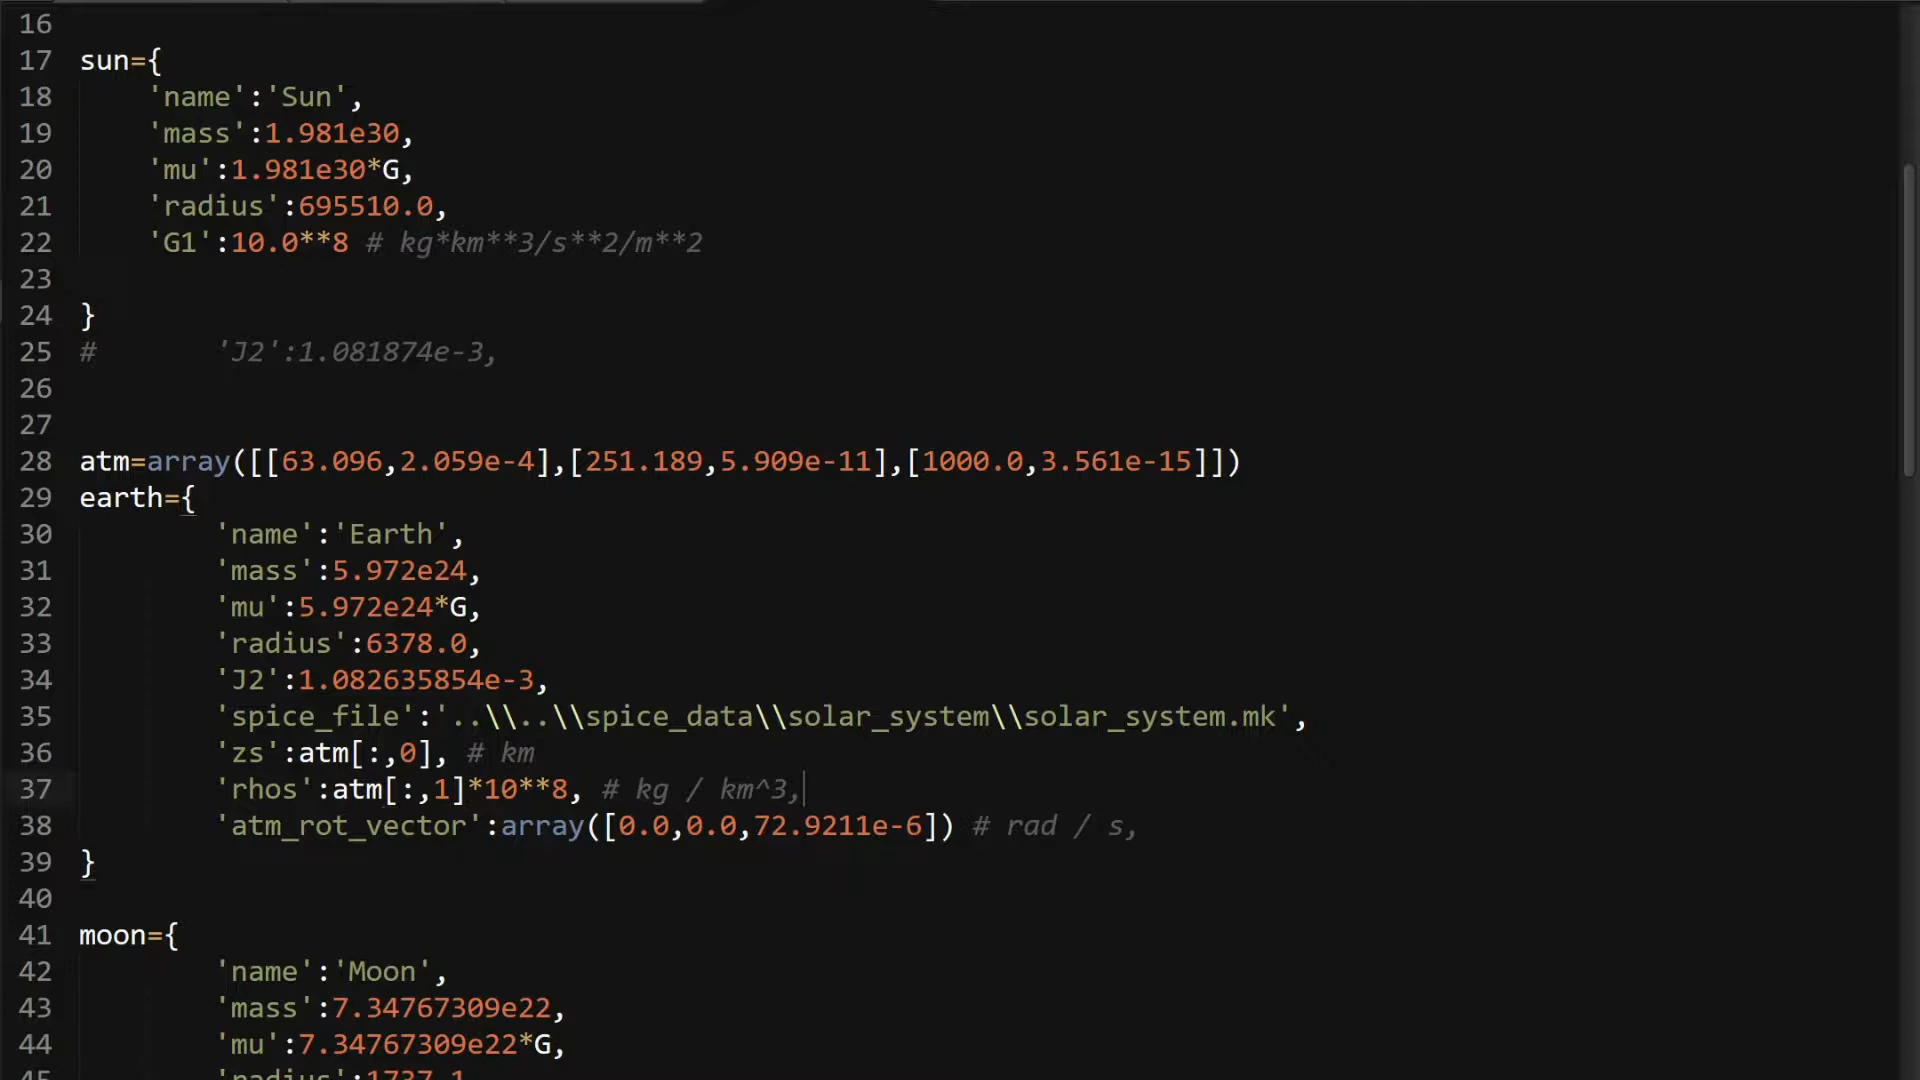 16
17 sun={
18 'name':'Sun',
19 'mass':1.981e30,
20 'mu':1.981e30*G,
21 'radius':695510.0,
22 'G1':10.0**8 # kg*km**3/s**2/m**2
23
24 }
25 # 'J2':1.081874e-3,
26
27
28 atm=array([[63.096,2.059e-4],[251.189,5.909e-11],[1000.0,3.561e-15]])
29 earth={
30 'name':'Earth',
31 'mass':5.972e24,
32 'mu':5.972e24*G,
33 'radius':6378.0,
34 'J2':1.082635854e-3,
35 'spice_file':'..\\..\\spice_data\\solar_system\\solar_system.mk',
36 'zs':atm[:,0], # km
37 'rhos':atm[:,1]*10**8, # kg / km^3,
38 'atm_rot_vector':array([0.0,0.0,72.9211e-6]) # rad / s,
39 }
40
41 moon={
42 'name':'Moon',
43 'mass':7.34767309e22,
44 'mu':7.34767309e22*G,
45 'radius':1737.1